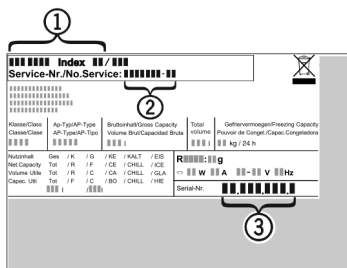 1
Index /
Service-Nr./No.Service: -
2
Klasse/Class Ap-Typ/AP-Type Bruttoinhalt/Gross Capacity Total Gefriervermoegen/Freezing Capacity
Classe/Clase AP-Type/AP-Tipo Volume Brut/Capacidad Bruta volume Pouvoir de Congel./Capac.Congeladora
l l kg / 24 h
Nutzinhalt Ges / K / G / KE / KALT / EIS
Net.Capacity Tot / R / F / CE / CHILL / ICE
Volume Utile Tot / R / C / CA / CHILL / GLA
Capac. Util Tot / F / C / BO / CHILL / HIE
l / l
R : g
W A - V Hz
Serial-Nr. . . .
3